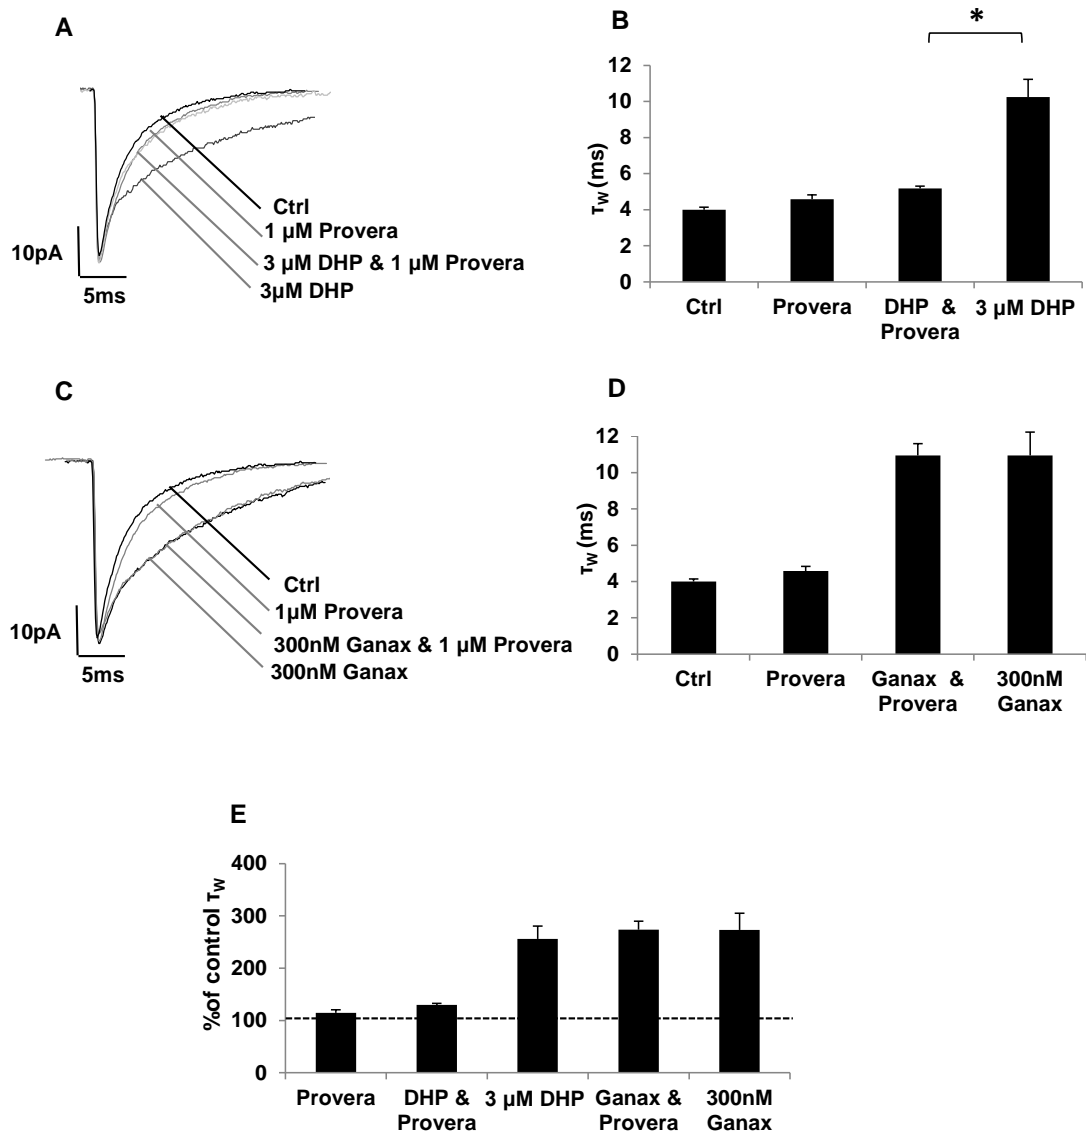 A
Ctrl
1 µM Provera
3 µM DHP & 1 µM Provera
3µM DHP
10pA
5ms
B
*
12
10
8
6
4
2
0
τW (ms)
Ctrl
Provera
DHP & Provera
3 µM DHP
C
Ctrl
1µM Provera
300nM Ganax & 1 µM Provera
300nM Ganax
10pA
5ms
D
12
10
8
6
4
2
0
τW (ms)
Ctrl
Provera
Ganax & Provera
300nM Ganax
E
400
300
200
100
0
%of control τW
Provera
DHP & Provera
3 µM DHP
Ganax & Provera
300nM Ganax